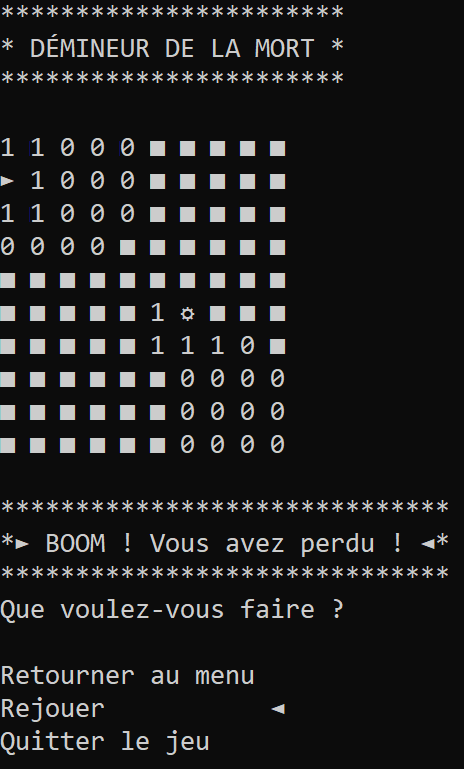 ***********************
* DÉMINEUR DE LA MORT *
***********************
1 1 0 0 0 ■ ■ ■ ■ ■
► 1 0 0 0 ■ ■ ■ ■ ■
1 1 0 0 0 ■ ■ ■ ■ ■
0 0 0 0 ■ ■ ■ ■ ■ ■
■ ■ ■ ■ ■ ■ ■ ■ ■ ■
■ ■ ■ ■ ■ 1 ☼ ■ ■ ■
■ ■ ■ ■ ■ 1 1 1 0 ■
■ ■ ■ ■ ■ ■ 0 0 0 0
■ ■ ■ ■ ■ ■ 0 0 0 0
■ ■ ■ ■ ■ ■ 0 0 0 0
******************************
*► BOOM ! Vous avez perdu ! ◄*
******************************
Que voulez-vous faire ?
Retourner au menu
Rejouer ◄
Quitter le jeu